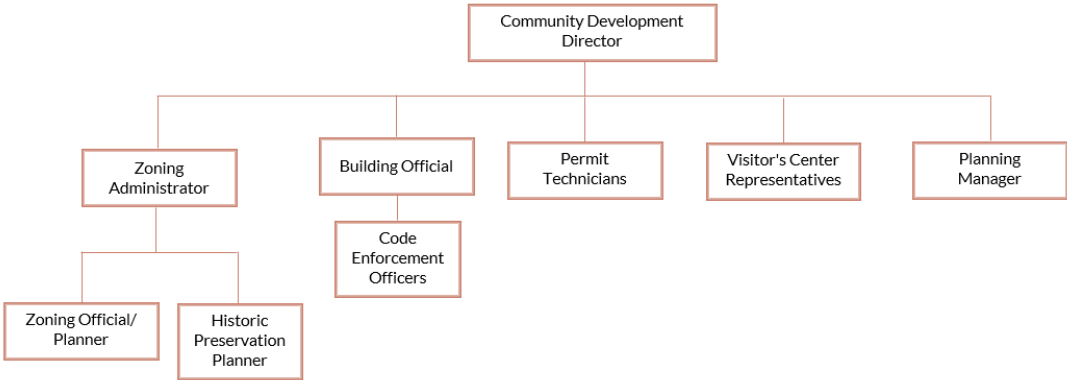 Community Development
Director
Zoning
Administrator
Building Official
Permit
Technicians
Visitor's Center
Representatives
Planning
Manager
Code
Enforcement
Officers
Zoning Official/
Planner
Historic
Preservation
Planner